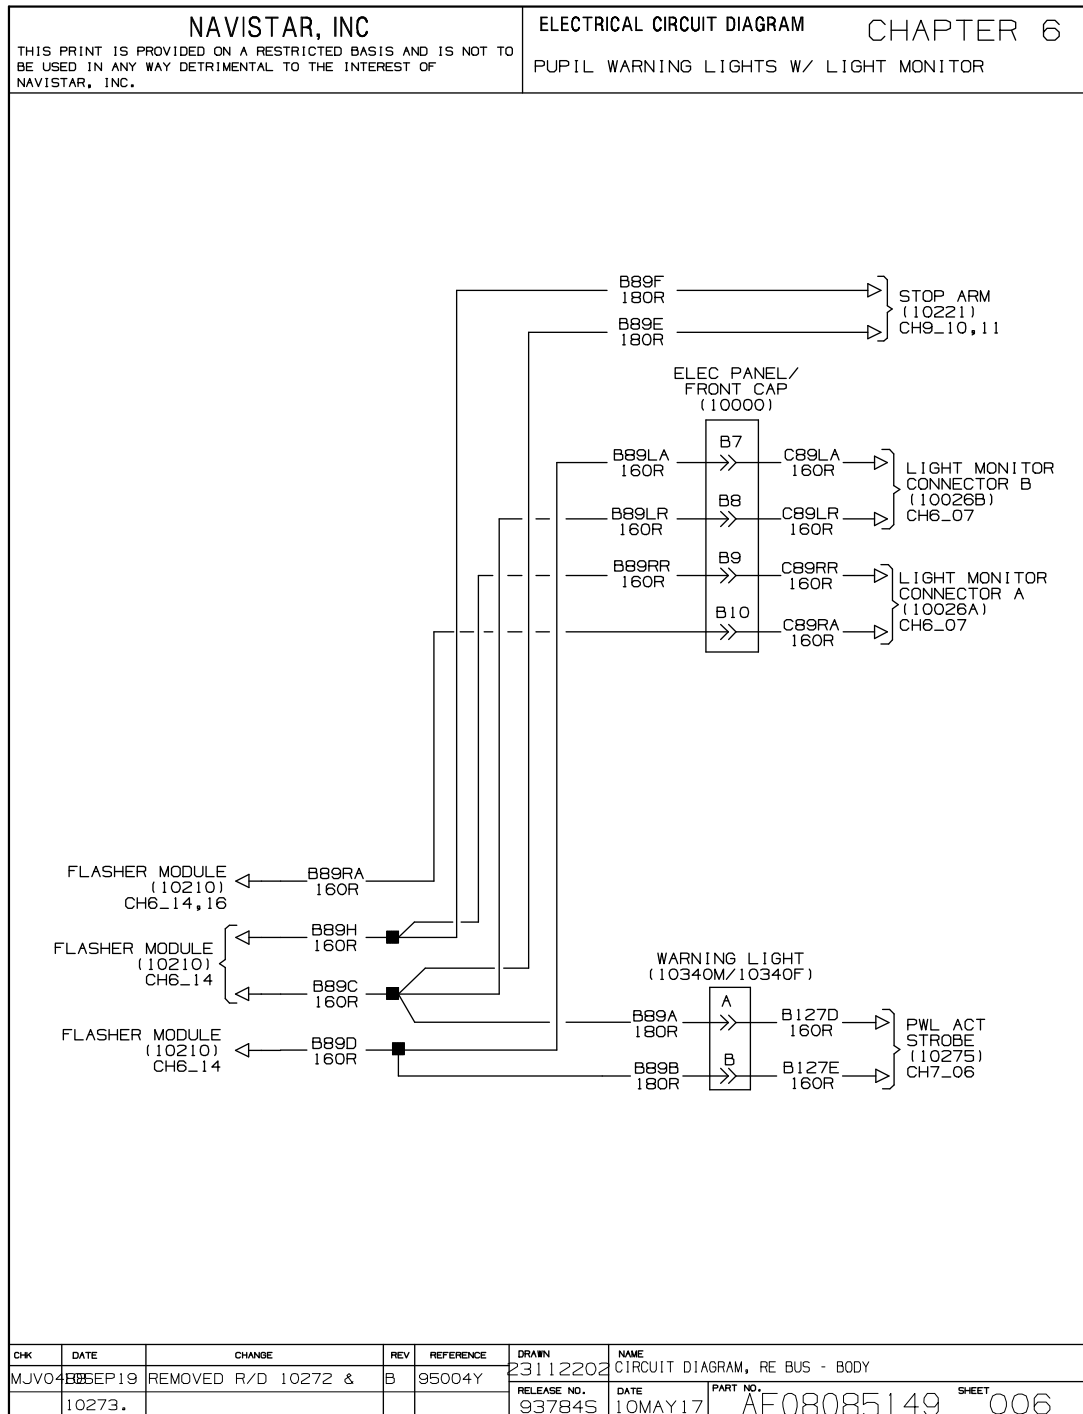 NAVISTAR, INC
THIS PRINT IS PROVIDED ON A RESTRICTED BASIS AND IS NOT TO
BE USED IN ANY WAY DETRIMENTAL TO THE INTEREST OF
NAVISTAR, INC.
ELECTRICAL CIRCUIT DIAGRAM
CHAPTER 6
PUPIL WARNING LIGHTS W/ LIGHT MONITOR
B89F
180R
B89E
180R
STOP ARM
(10221)
CH9_10,11
ELEC PANEL/
FRONT CAP
(10000)
B89LA
160R
B7
C89LA
160R
B89LR
160R
B8
C89LR
160R
LIGHT MONITOR
CONNECTOR B
(10026B)
CH6_07
B89RR
160R
B9
C89RR
160R
B10
C89RA
160R
LIGHT MONITOR
CONNECTOR A
(10026A)
CH6_07
FLASHER MODULE
(10210)
CH6_14,16
B89RA
160R
FLASHER MODULE
(10210)
CH6_14
B89H
160R
B89C
160R
FLASHER MODULE
(10210)
CH6_14
B89D
160R
WARNING LIGHT
(10340M/10340F)
B89A
180R
A
B127D
160R
B89B
180R
B
B127E
160R
PWL ACT
STROBE
(10275)
CH7_06
CHK DATE CHANGE REV REFERENCE
05SEP19 REMOVED R/D 10272 & B 95004Y
10273.
DRAWN
23112202
NAME
CIRCUIT DIAGRAM, RE BUS - BODY
RELEASE NO.
93784S
DATE
10MAY17
PART NO.
AF08085149
SHEET
006